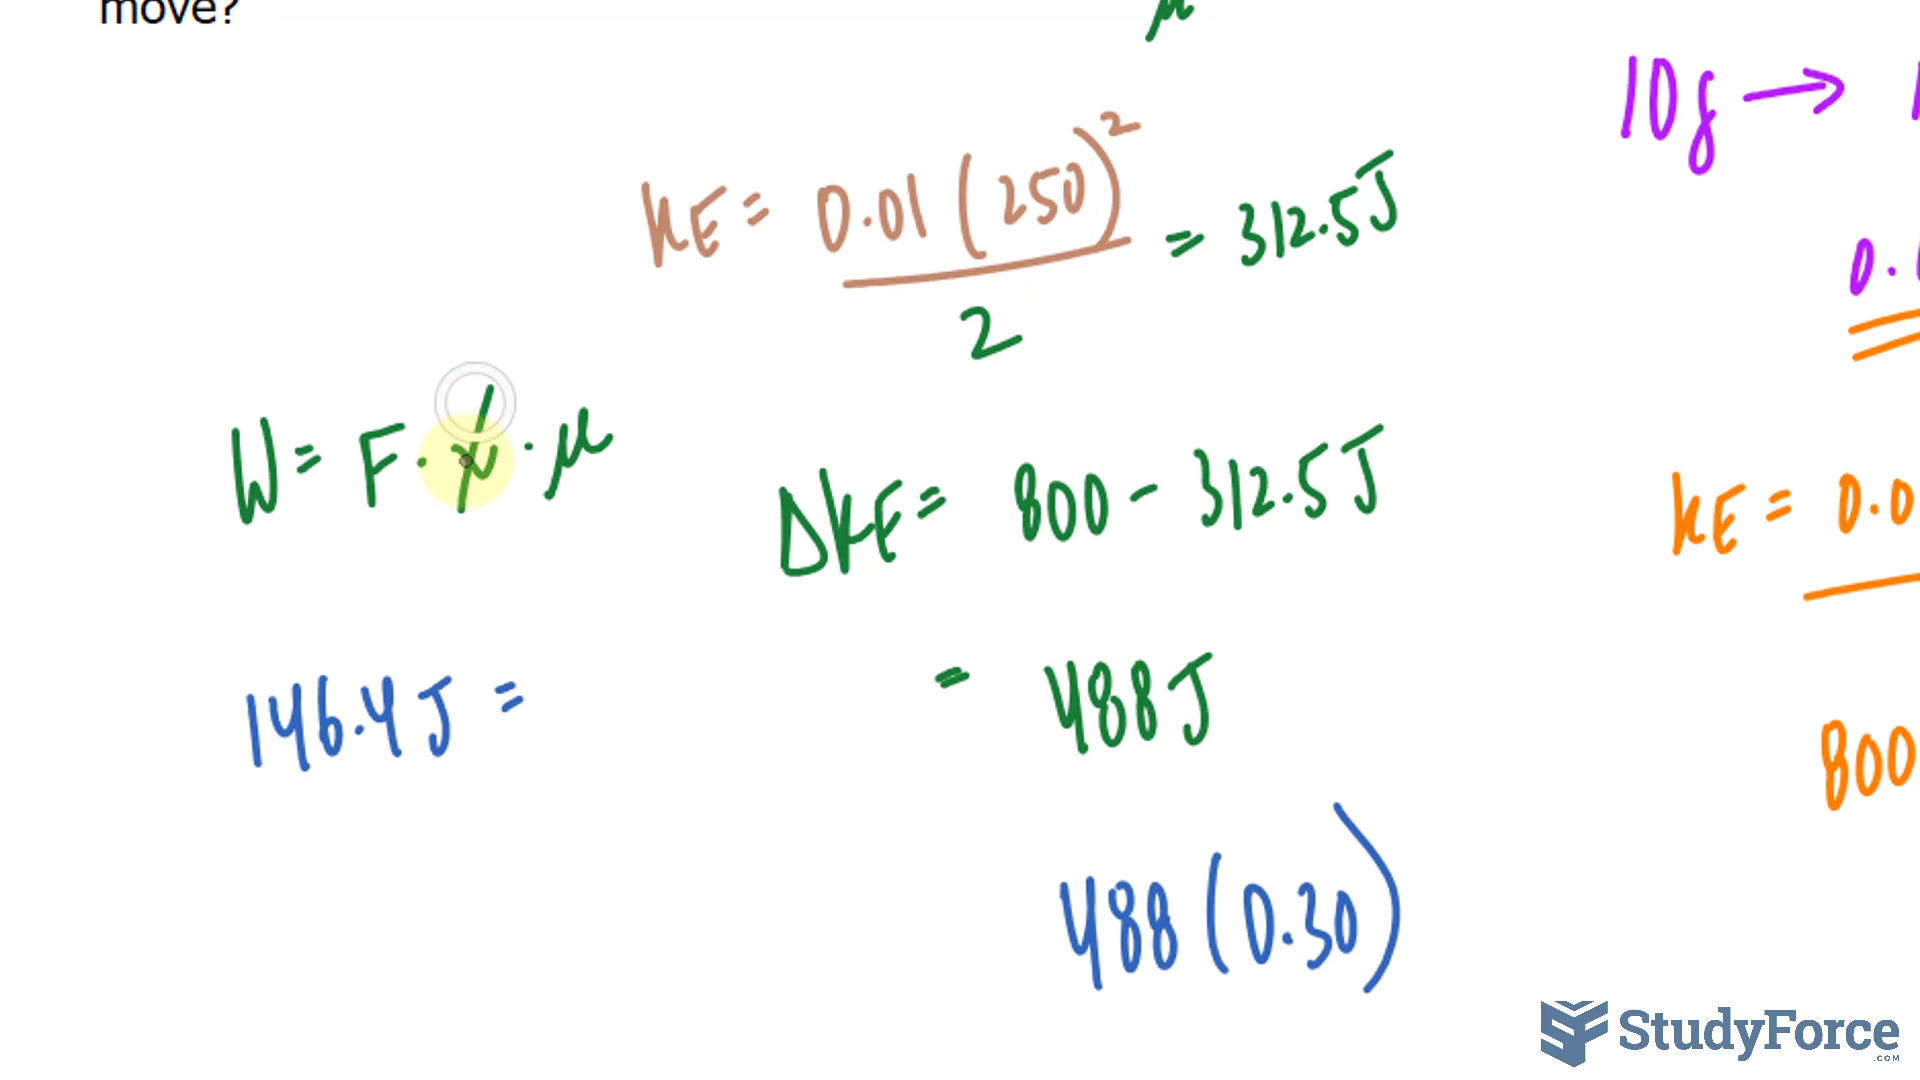 move?
μ
10g →
KE = 0.01 (250)² / 2 = 312.5J
0.
W = F · x · μ
ΔKE = 800 - 312.5J
KE = 0.0
146.4J =
= 488J
800
488 (0.30)
StudyForce
.COM